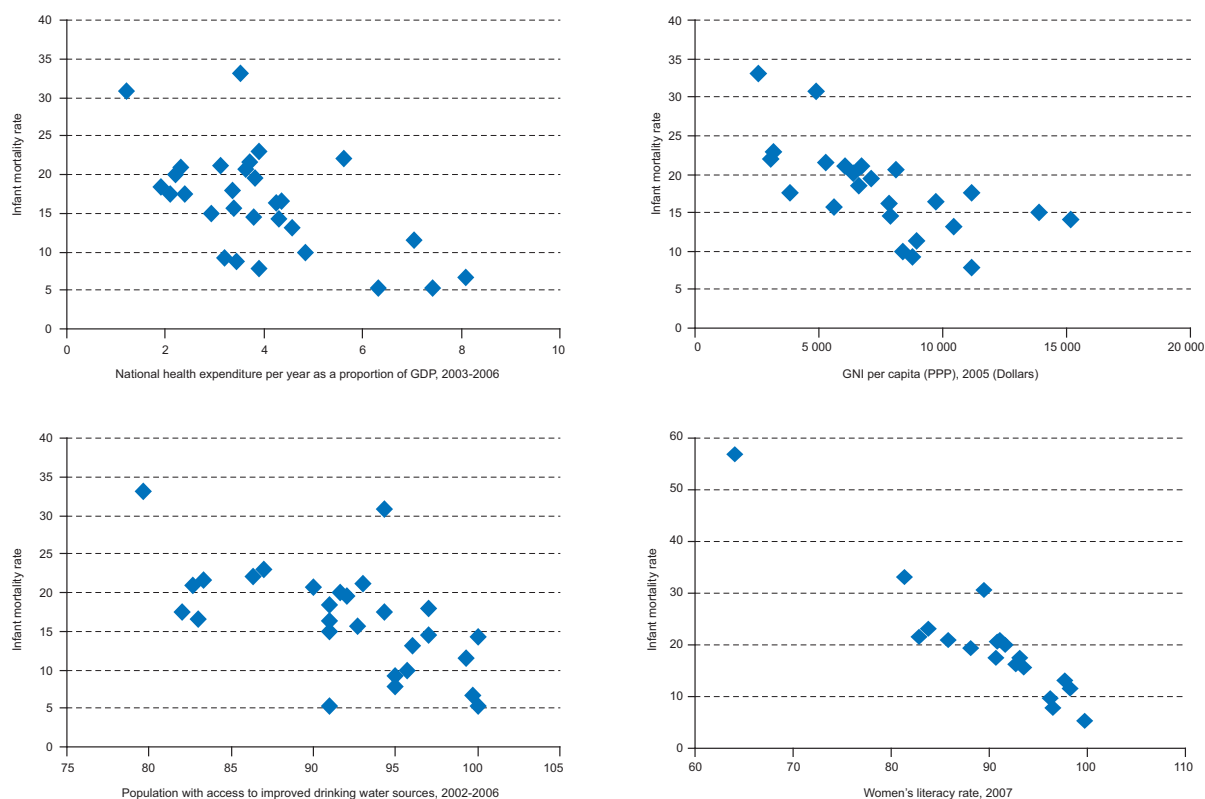 40
35
30
25
20
15
10
5
0
Infant mortality rate
0 2 4 6 8 10
National health expenditure per year as a proportion of GDP, 2003-2006
40
35
30
25
20
15
10
5
0
Infant mortality rate
0 5 000 10 000 15 000 20 000
GNI per capita (PPP), 2005 (Dollars)
40
35
30
25
20
15
10
5
0
Infant mortality rate
75 80 85 90 95 100 105
Population with access to improved drinking water sources, 2002-2006
60
50
40
30
20
10
0
Infant mortality rate
60 70 80 90 100 110
Women's literacy rate, 2007